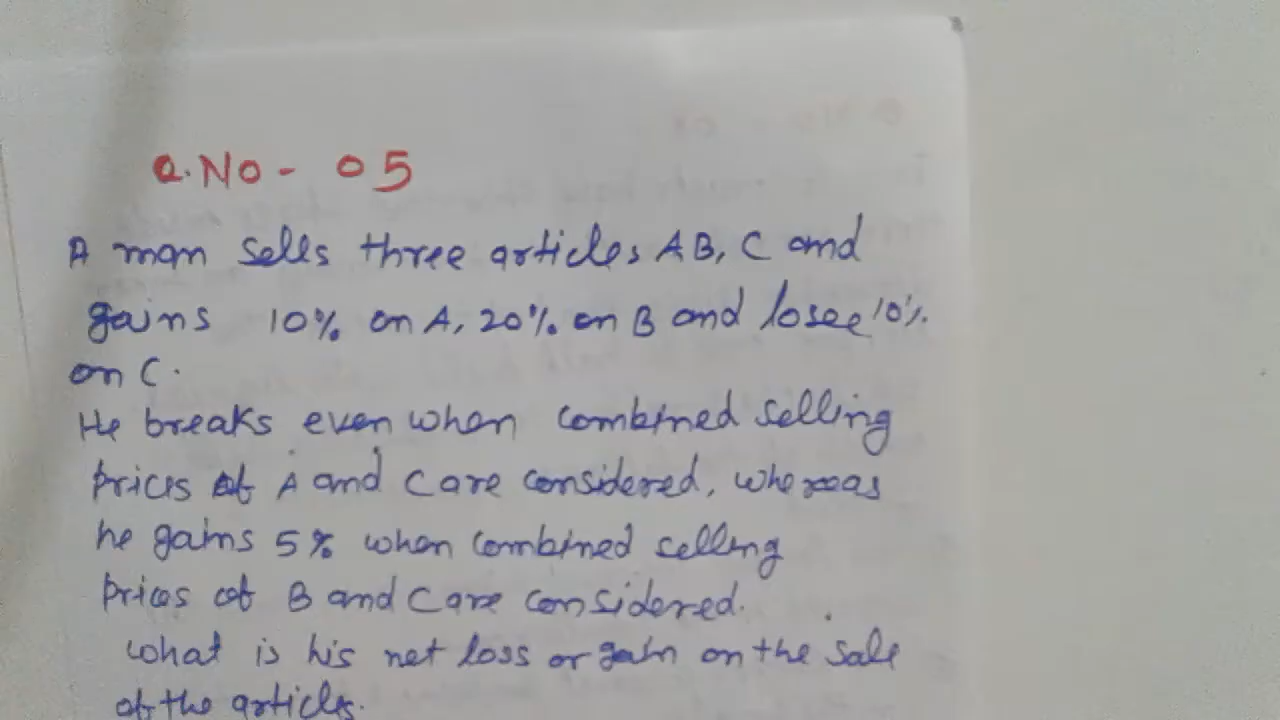 Q.No - 05
A man sells three articles AB, C and
gains 10% on A, 20% on B and losee 10%
on C.
He breaks even when combined selling
prices of A and C are considered, whereas
he gains 5% when combined selling
prices of B and C are considered.
What is his net loss or gain on the sale
of the articles.